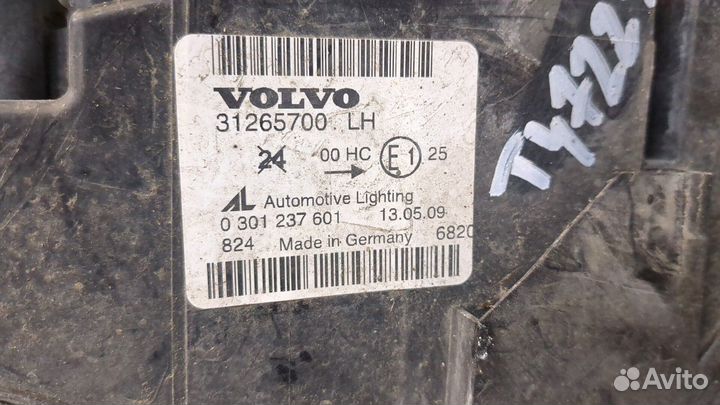 VOLVO
31265700 LH
24 00 HC E1 25
AL Automotive Lighting
0 301 237 601 13.05.09
824 Made in Germany 6820
Avito